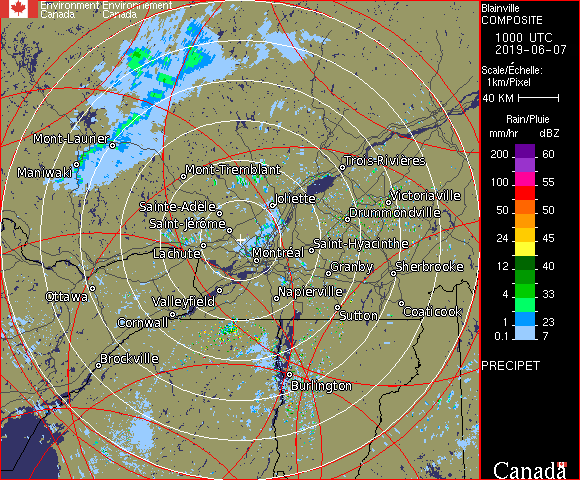 Environment Environnement
Canada Canada
Blainville
COMPOSITE
1000 UTC
2019-06-07
Scale/Échelle:
1km/Pixel
40 KM
Rain/Pluie
mm/hr dBZ
200 60
100 55
50 50
24 45
12 40
4 33
1 23
0.1 7
PRECIPET
Canada
Mont-Laurier
Maniwaki
Mont-Tremblant
Trois-Rivières
Joliette
Victoriaville
Sainte-Adèle
Drummondville
Saint-Jérôme
Saint-Hyacinthe
Lachute
Montréal
Granby
Sherbrooke
Ottawa
Valleyfield
Napierville
Cornwall
Sutton
Coaticook
Brockville
Burlington